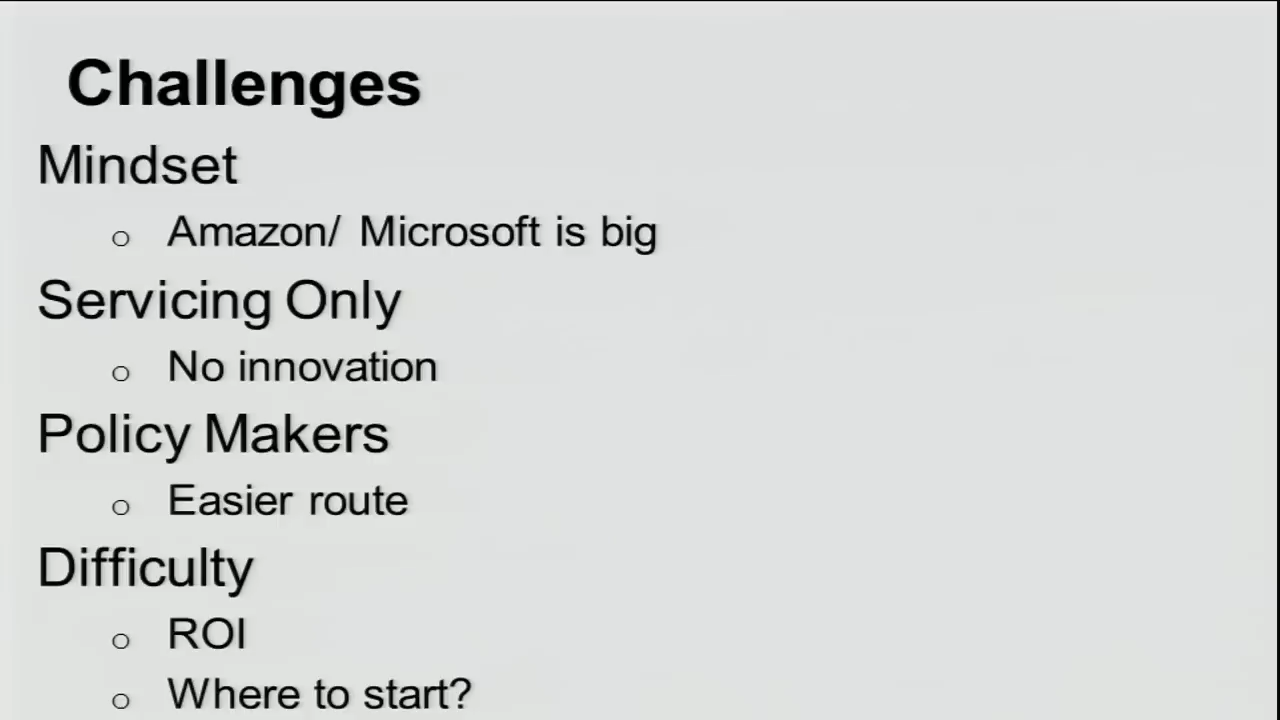 Challenges
Mindset
o Amazon/ Microsoft is big
Servicing Only
o No innovation
Policy Makers
o Easier route
Difficulty
o ROI
o Where to start?